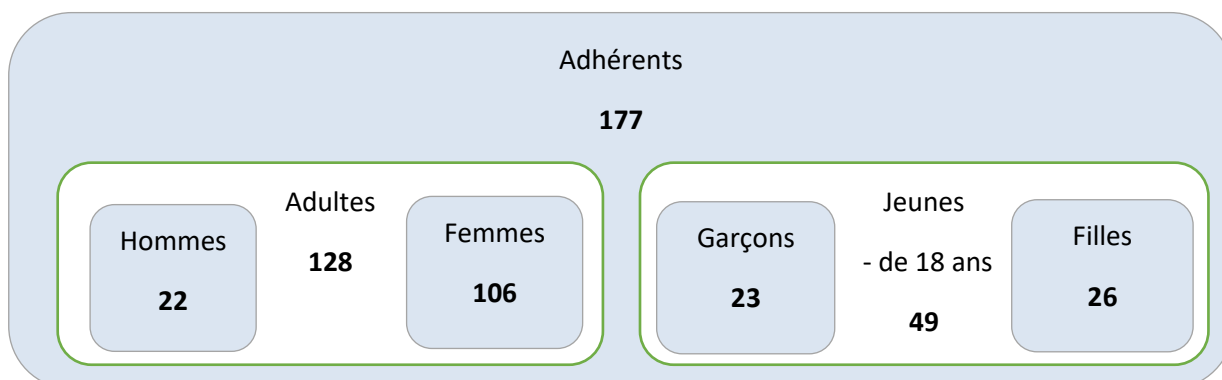 Adhérents
177
Adultes
128
Hommes
22
Femmes
106
Jeunes
- de 18 ans
49
Garçons
23
Filles
26